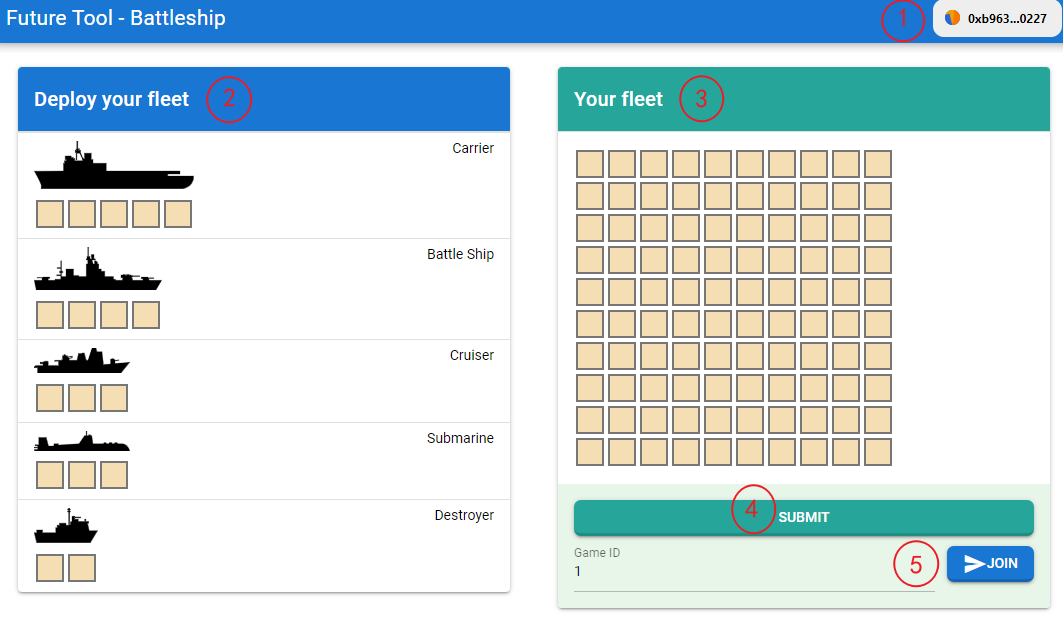 Future Tool - Battleship
1
0xb963...0227
Deploy your fleet
2
Carrier
Battle Ship
Cruiser
Submarine
Destroyer
Your fleet
3
4
SUBMIT
Game ID
1
5
JOIN